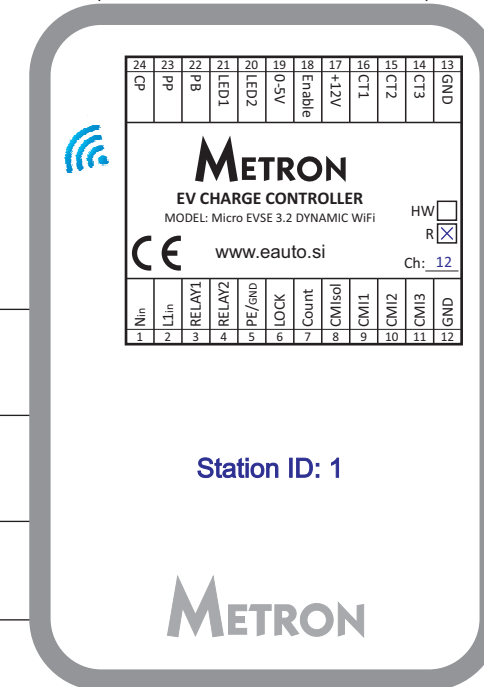 24 23 22 21 20 19 18 17 16 15 14 13
CP PP PB LED1 LED2 0-5V Enable +12V CT1 CT2 CT3 GND
METRON
EV CHARGE CONTROLLER
MODEL: Micro EVSE 3.2 DYNAMIC WiFi
HW
R
CE www.eauto.si
Ch: 12
Nin L1in RELAY1 RELAY2 PE/GND LOCK Count CMIsol CMI1 CMI2 CMI3 GND
1 2 3 4 5 6 7 8 9 10 11 12
Station ID: 1
METRON